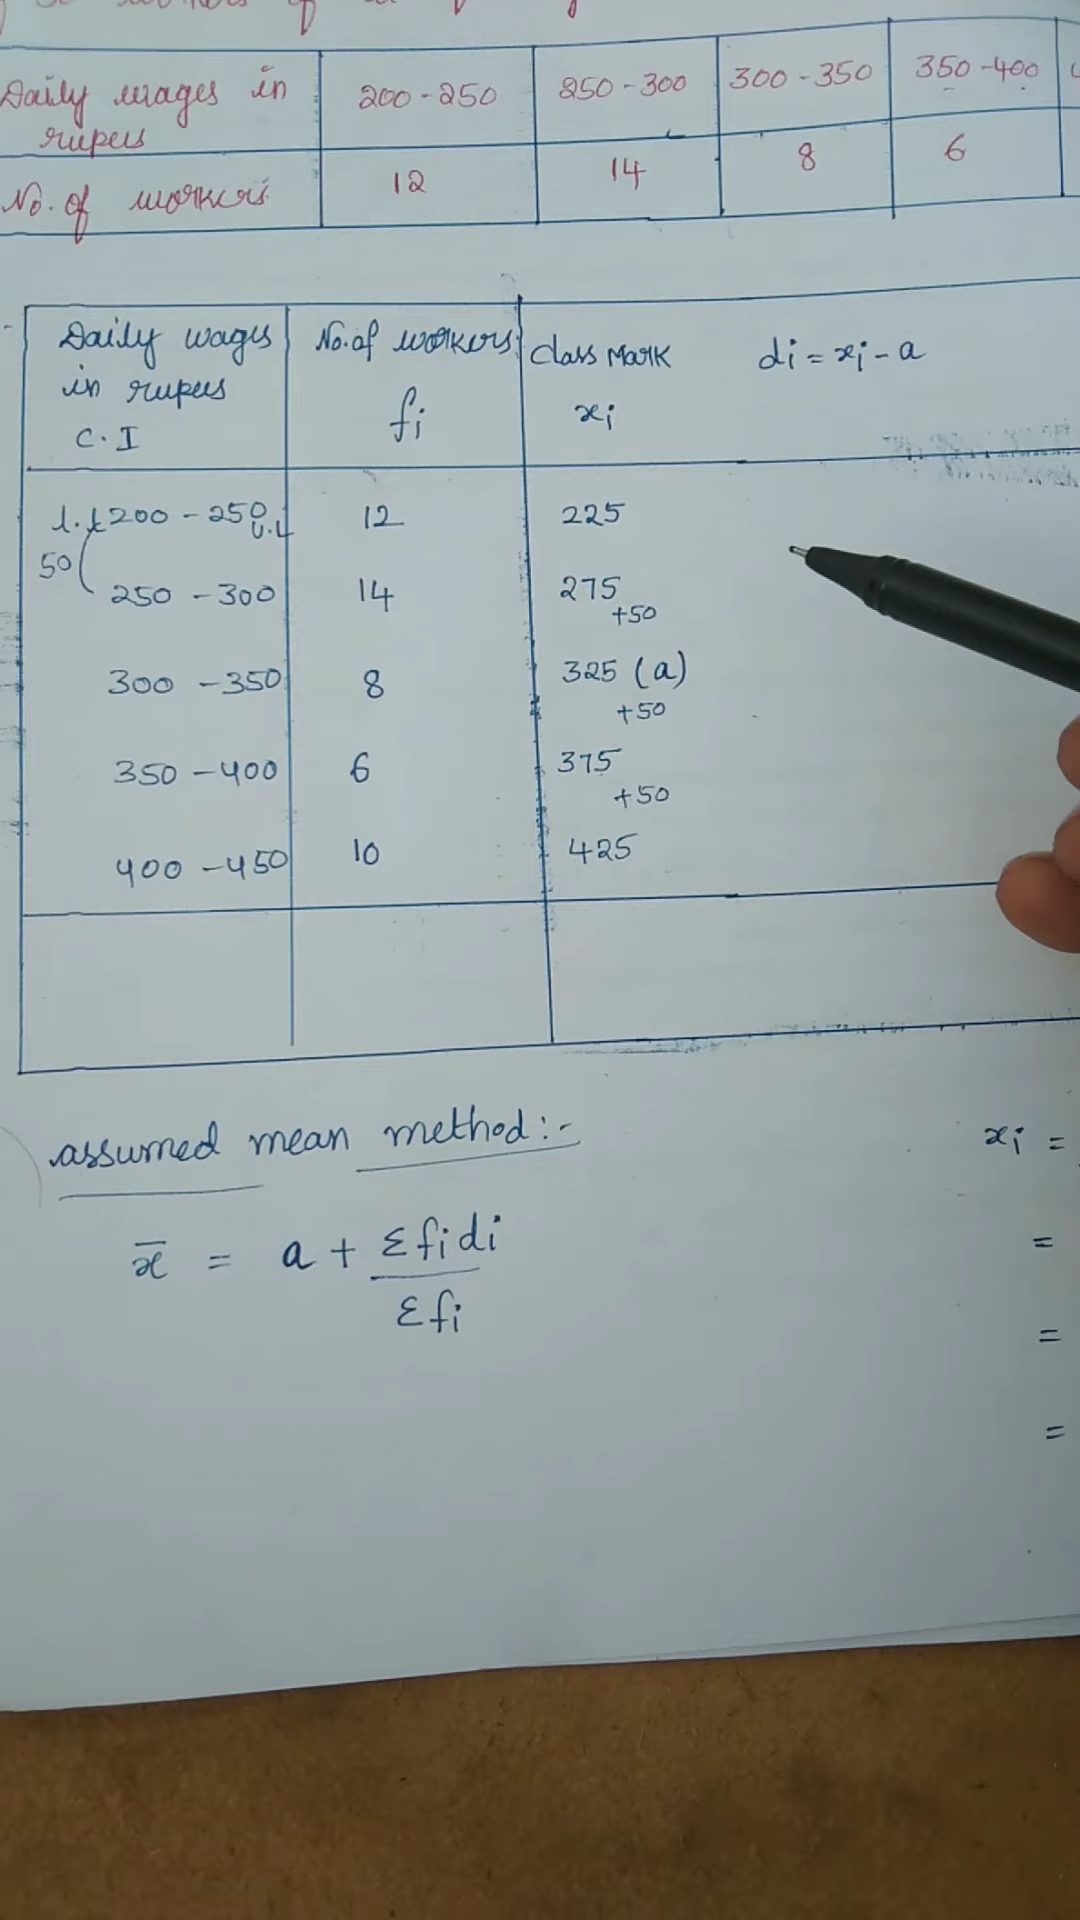 Daily wages in rupees 200 - 250 250 - 300 300 - 350 350 - 400
No. of workers 12 14 8 6
Daily wages in rupees C.I No. of workers fi Class Mark xi di = xi - a
l.l 200 - 250 u.L 12 225
50
250 - 300 14 275
+50
300 - 350 8 325 (a)
+50
350 - 400 6 375
+50
400 - 450 10 425
assumed mean method :-
xi =
x̄ = a + Σfidi
Σfi
=
=
=